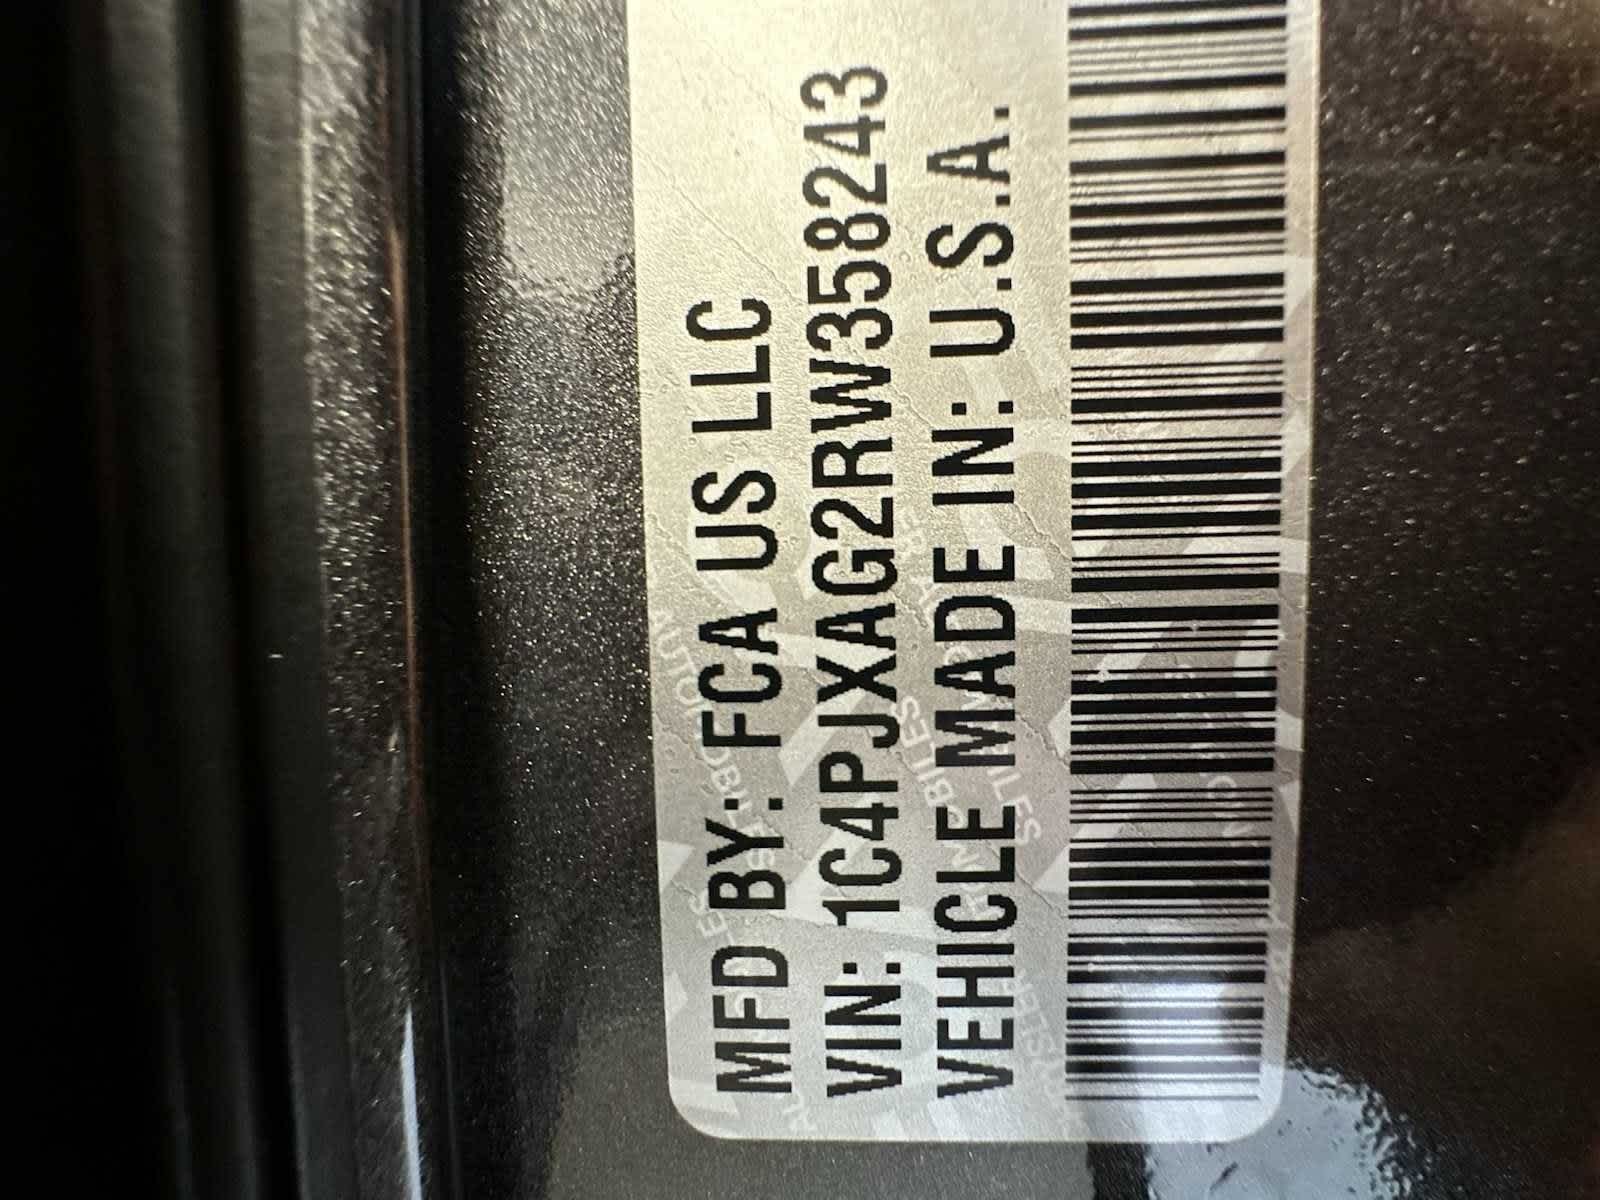 MFD BY: FCA US LLC
VIN: 1C4PJXAG2RW358243
VEHICLE MADE IN: U.S.A.